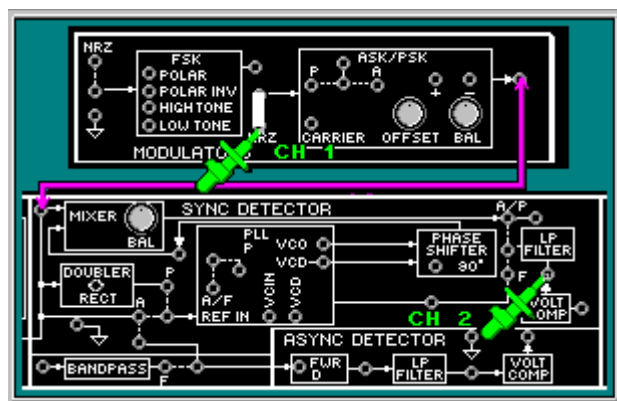 NRZ
FSK
POLAR
POLAR INV
HIGH TONE
LOW TONE
ASK/PSK
P A
+ -
NRZ
CARRIER OFFSET BAL
MODULATO
CH 1
MIXER
BAL
SYNC DETECTOR
A/P
PLL
P
VCO
VCD
PHASE
SHIFTER
90°
LP
FILTER
DOUBLER
RECT
P
A
A/F
REF IN
VCIN
VCD
F
CH 2
VOLT
COMP
ASYNC DETECTOR
BANDPASS
F
FWR
D
LP
FILTER
VOLT
COMP